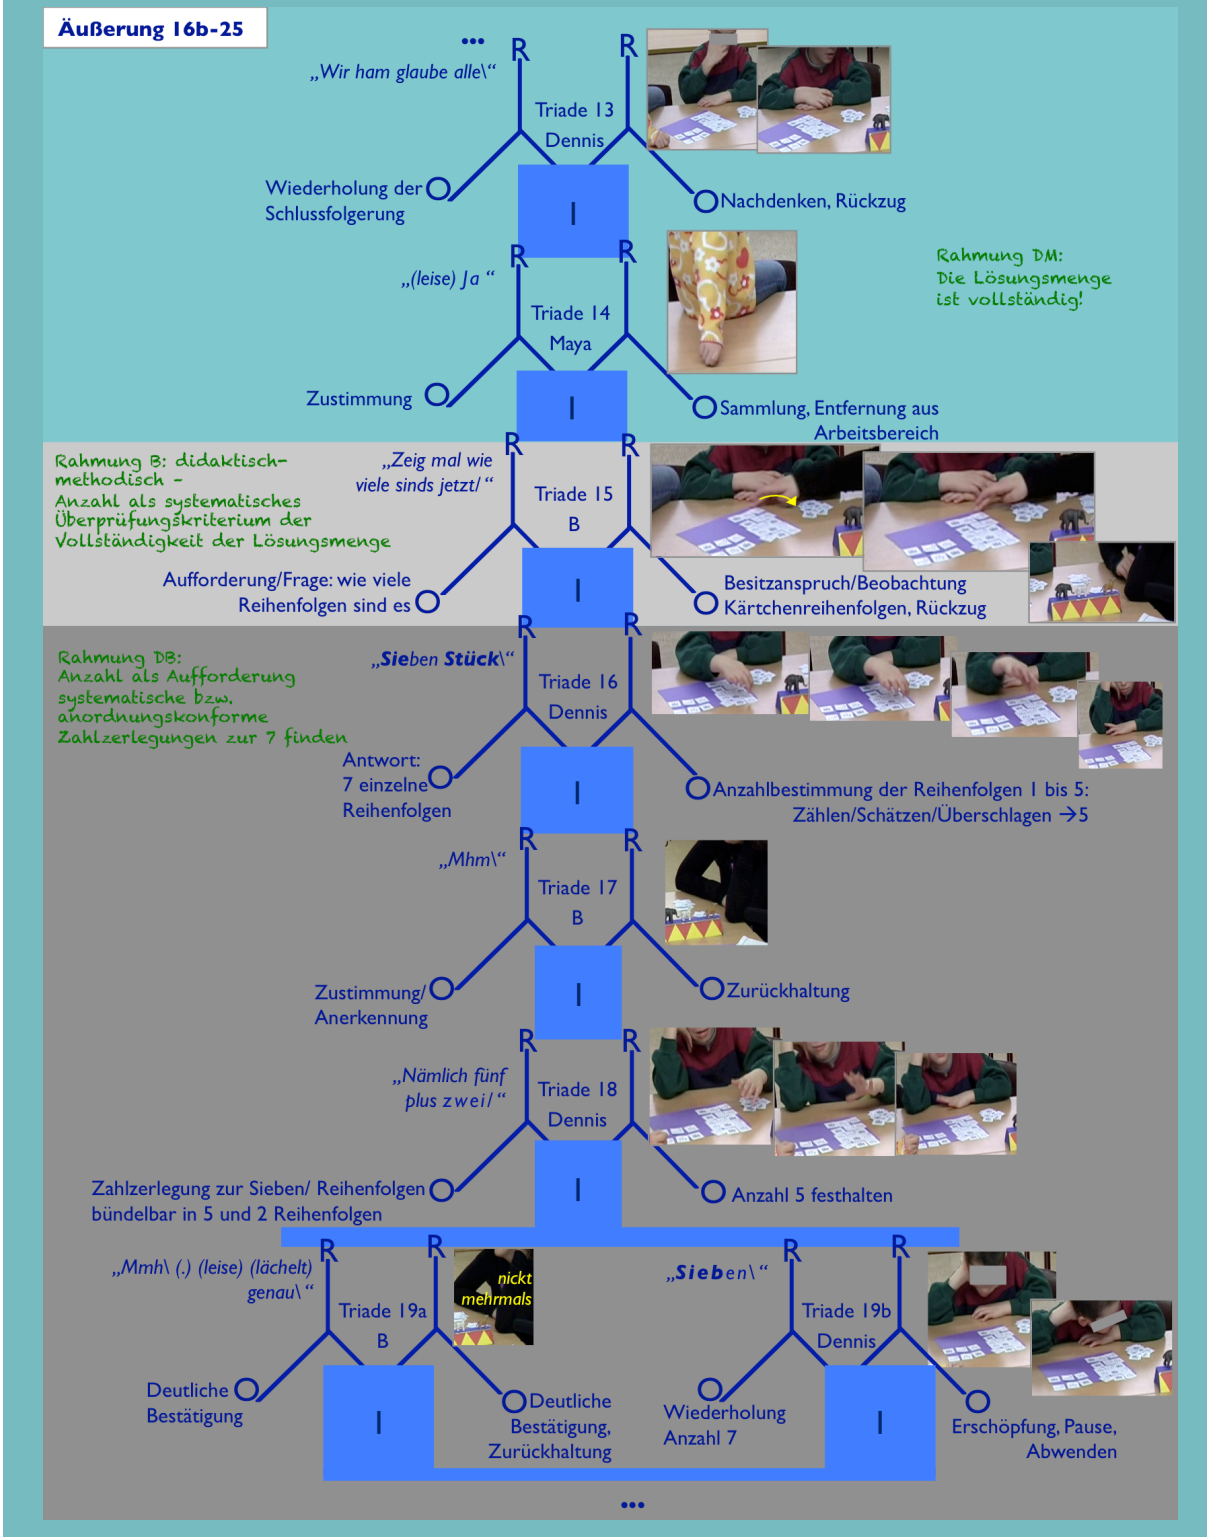 Äußerung 16b-25
...
R
R
„Wir ham glaube alle\“
Triade 13
Dennis
Wiederholung der
Schlussfolgerung
Nachdenken, Rückzug
I
R
R
„(leise) Ja “
Triade 14
Maya
Rahmung DM:
Die Lösungsmenge
ist vollständig!
Zustimmung
Sammlung, Entfernung aus
Arbeitsbereich
I
R
R
Rahmung B: didaktisch-
methodisch –
Anzahl als systematisches
Überprüfungskriterium der
Vollständigkeit der Lösungsmenge
„Zeig mal wie
viele sinds jetzt/ “
Triade 15
B
Aufforderung/Frage: wie viele
Reihenfolgen sind es
Besitzanspruch/Beobachtung
Kärtchenreihenfolgen, Rückzug
I
R
R
Rahmung DB:
Anzahl als Aufforderung
systematische bzw.
anordnungskonforme
Zahlzerlegungen zur 7 finden
„Sieben Stück\“
Triade 16
Dennis
Antwort:
7 einzelne
Reihenfolgen
Anzahlbestimmung der Reihenfolgen 1 bis 5:
Zählen/Schätzen/Überschlagen →5
I
R
R
„Mhm\“
Triade 17
B
Zustimmung/
Anerkennung
Zurückhaltung
I
R
R
„Nämlich fünf
plus zwei/ “
Triade 18
Dennis
Zahlzerlegung zur Sieben/ Reihenfolgen
bündelbar in 5 und 2 Reihenfolgen
Anzahl 5 festhalten
I
R
R
„Mmh\ (.) (leise) (lächelt)
genau\ “
Triade 19a
B
nickt
mehrmals
Deutliche
Bestätigung
Deutliche
Bestätigung,
Zurückhaltung
I
R
R
„Sieben\ “
Triade 19b
Dennis
Wiederholung
Anzahl 7
Erschöpfung, Pause,
Abwenden
I
...